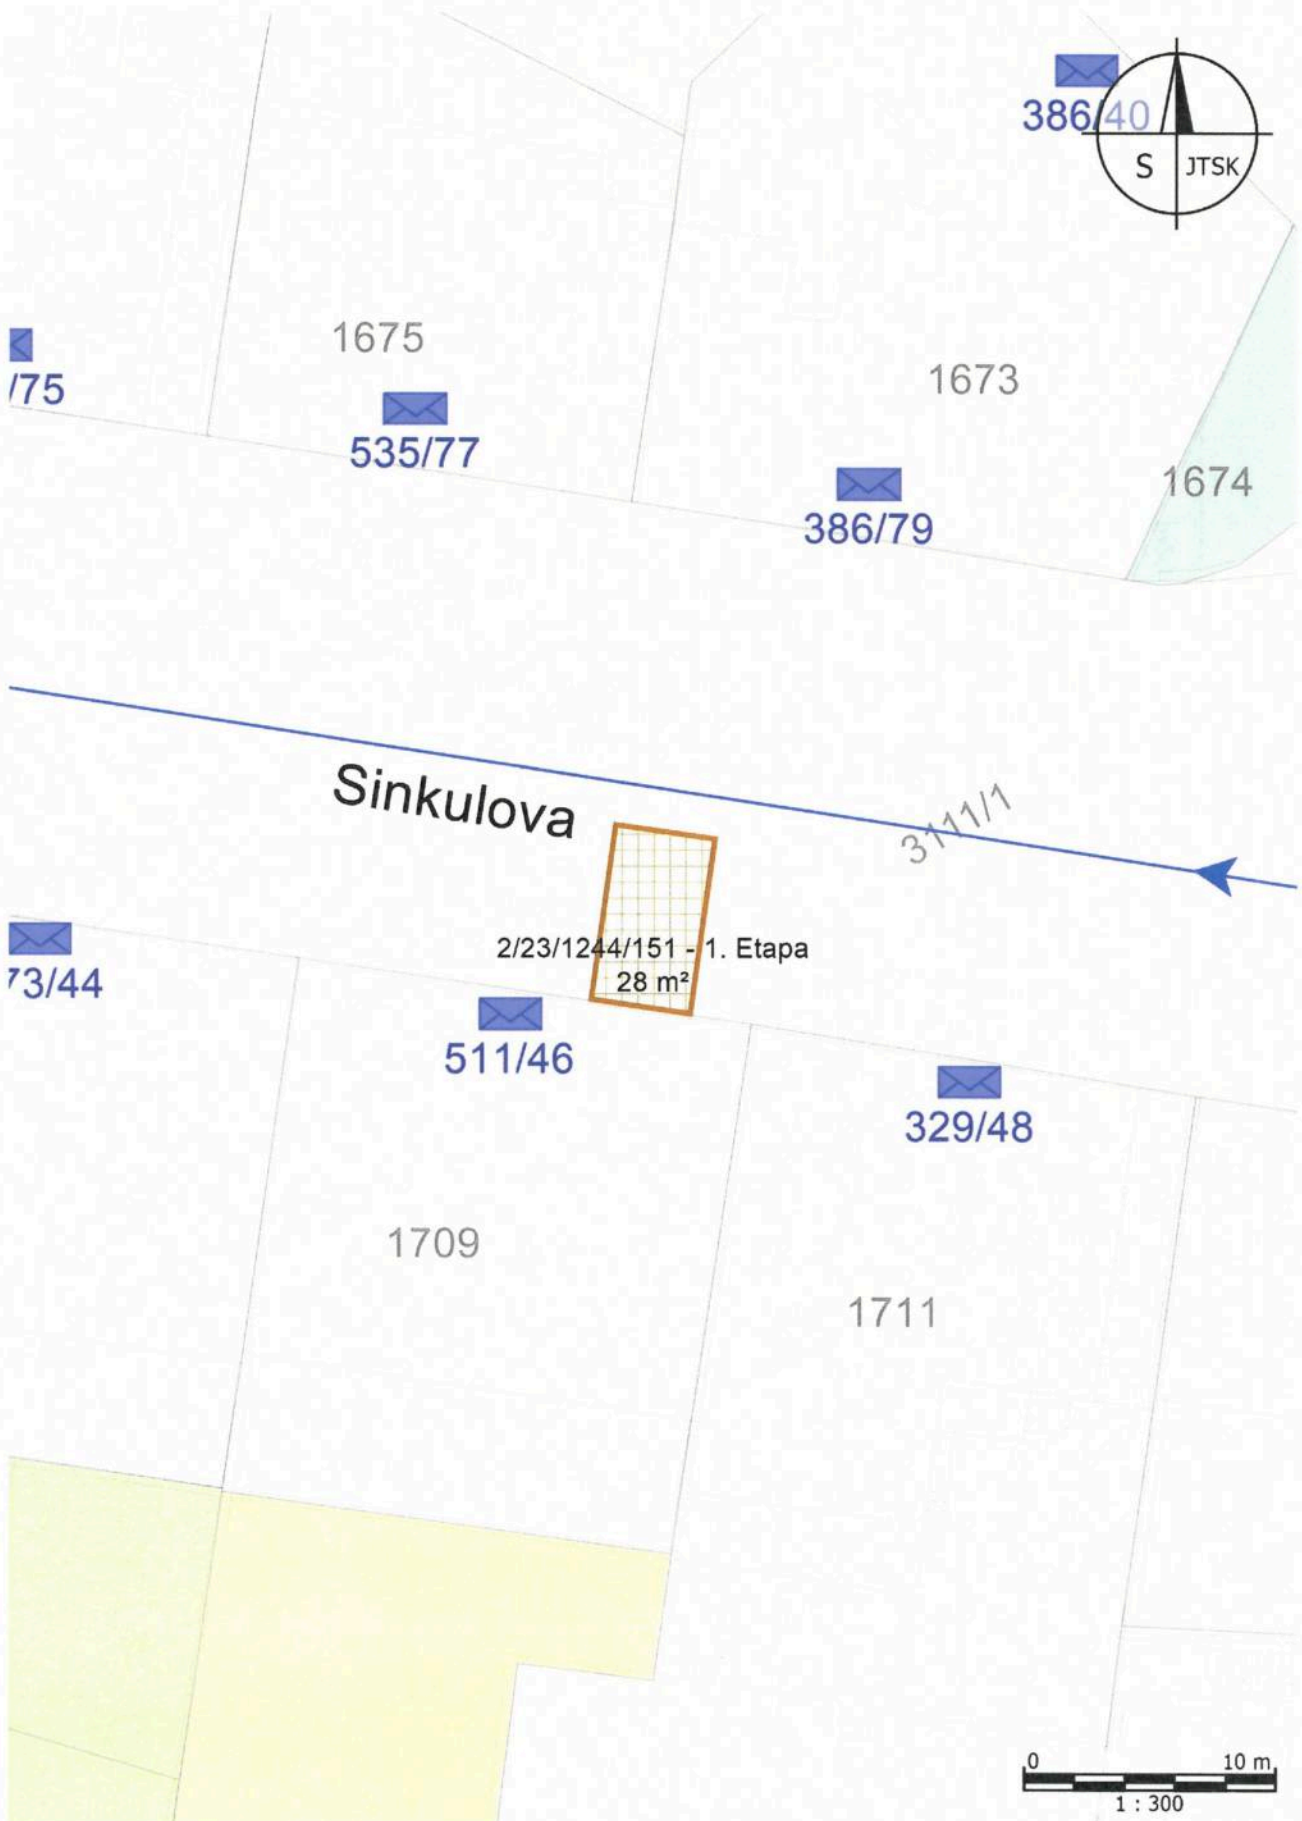 386/40
S JTSK
1675
/75
1673
535/77
1674
386/79
Sinkulova
3111/1
2/23/1244/151 - 1. Etapa
28 m²
73/44
511/46
329/48
1709
1711
0 10 m
1 : 300